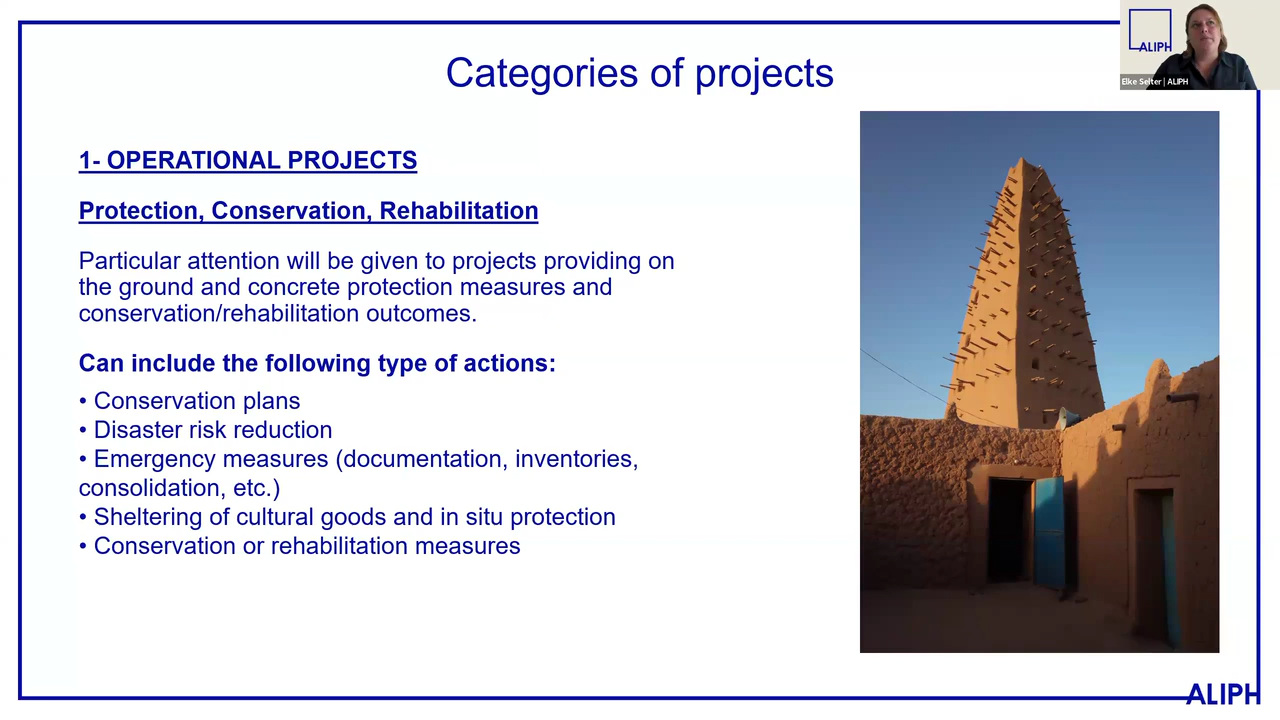 Categories of projects
ALIPH
Elke Selter | ALIPH
1- OPERATIONAL PROJECTS
Protection, Conservation, Rehabilitation
Particular attention will be given to projects providing on
the ground and concrete protection measures and
conservation/rehabilitation outcomes.
Can include the following type of actions:
• Conservation plans
• Disaster risk reduction
• Emergency measures (documentation, inventories,
consolidation, etc.)
• Sheltering of cultural goods and in situ protection
• Conservation or rehabilitation measures
ALIPH